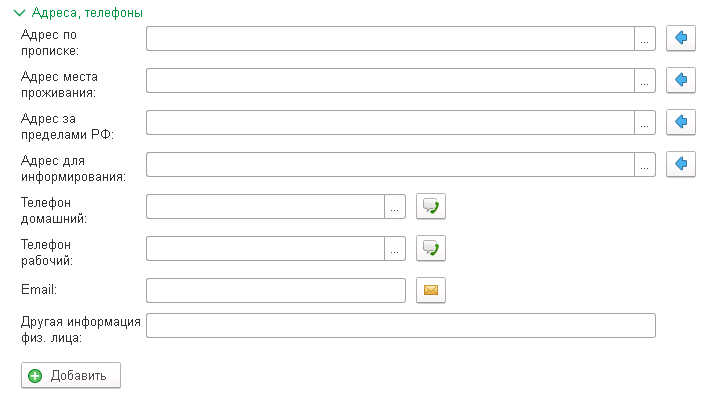 Адреса, телефоны
Адрес по
прописке:
...
Адрес места
проживания:
...
Адрес за
пределами РФ:
...
Адрес для
информирования:
...
Телефон
домашний:
...
Телефон
рабочий:
...
Email:
Другая информация
физ. лица:
Добавить